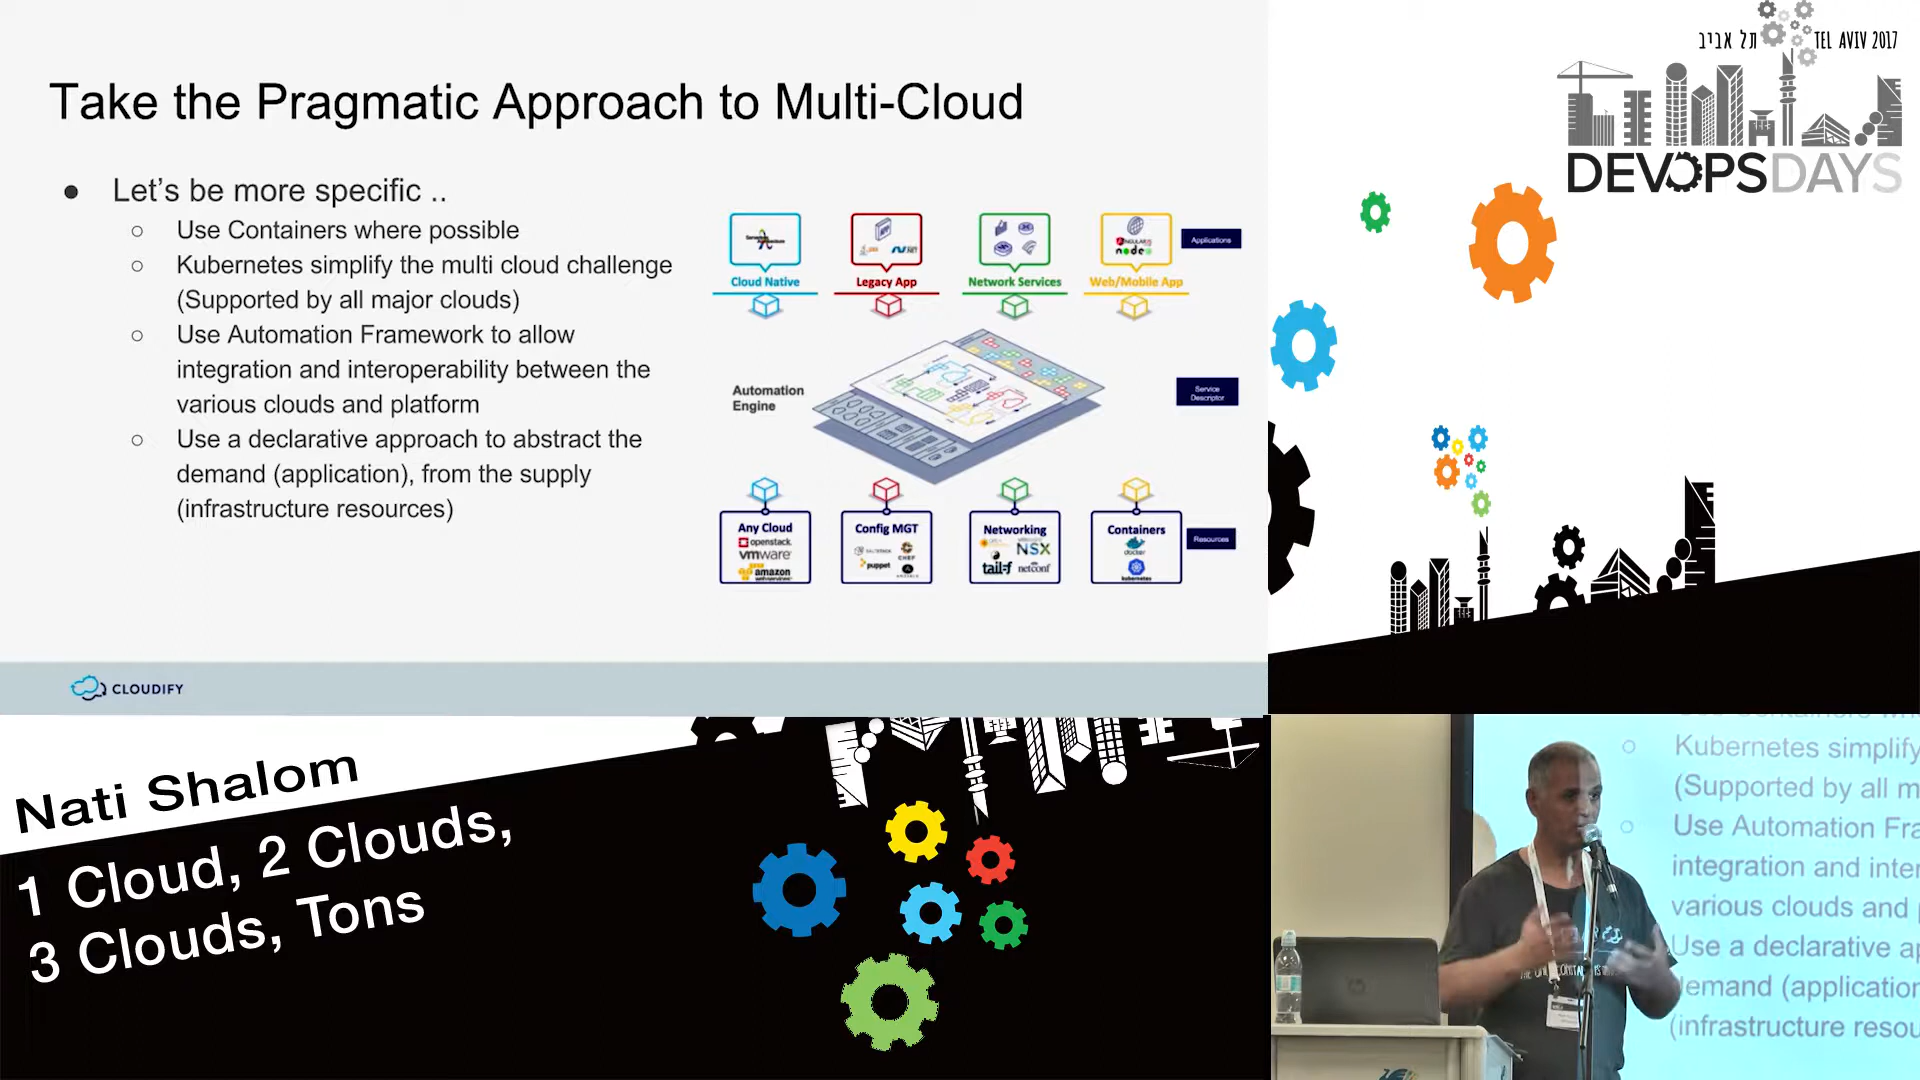 Take the Pragmatic Approach to Multi-Cloud
● Let's be more specific ..
○ Use Containers where possible
○ Kubernetes simplify the multi cloud challenge
(Supported by all major clouds)
○ Use Automation Framework to allow
integration and interoperability between the
various clouds and platform
○ Use a declarative approach to abstract the
demand (application), from the supply
(infrastructure resources)
Applications
Cloud Native
Legacy App
Network Services
Web/Mobile App
Automation
Engine
Service
Descriptor
Any Cloud
openstack
vmware
amazon
Config MGT
puppet
CHEF
Networking
NSX
tail-f
netconf
Containers
docker
kubernetes
Resources
CLOUDIFY
תל אביב
TEL AVIV 2017
DEVOPSDAYS
Nati Shalom
1 Cloud, 2 Clouds,
3 Clouds, Tons
Kubernetes simplify
(Supported by all m
Use Automation Fra
integration and inter
various clouds and
Use a declarative ap
demand (application
(infrastructure resou